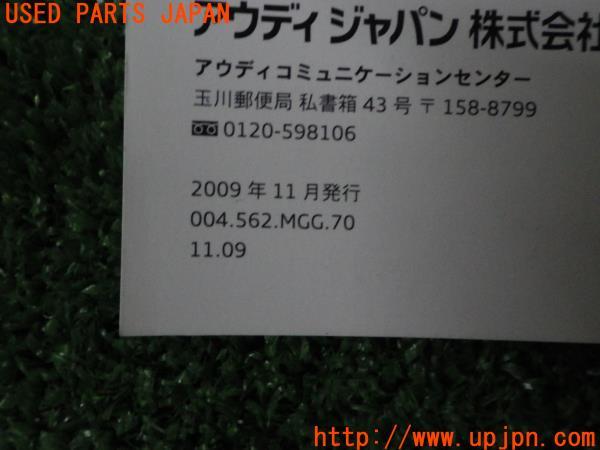 USED PARTS JAPAN
アウディ ジャパン 株式会社
アウディコミュニケーションセンター
玉川郵便局 私書箱 43 号 〒 158-8799
0120-598106
2009 年 11 月発行
004.562.MGG.70
11.09
http://www.upjpn.com/